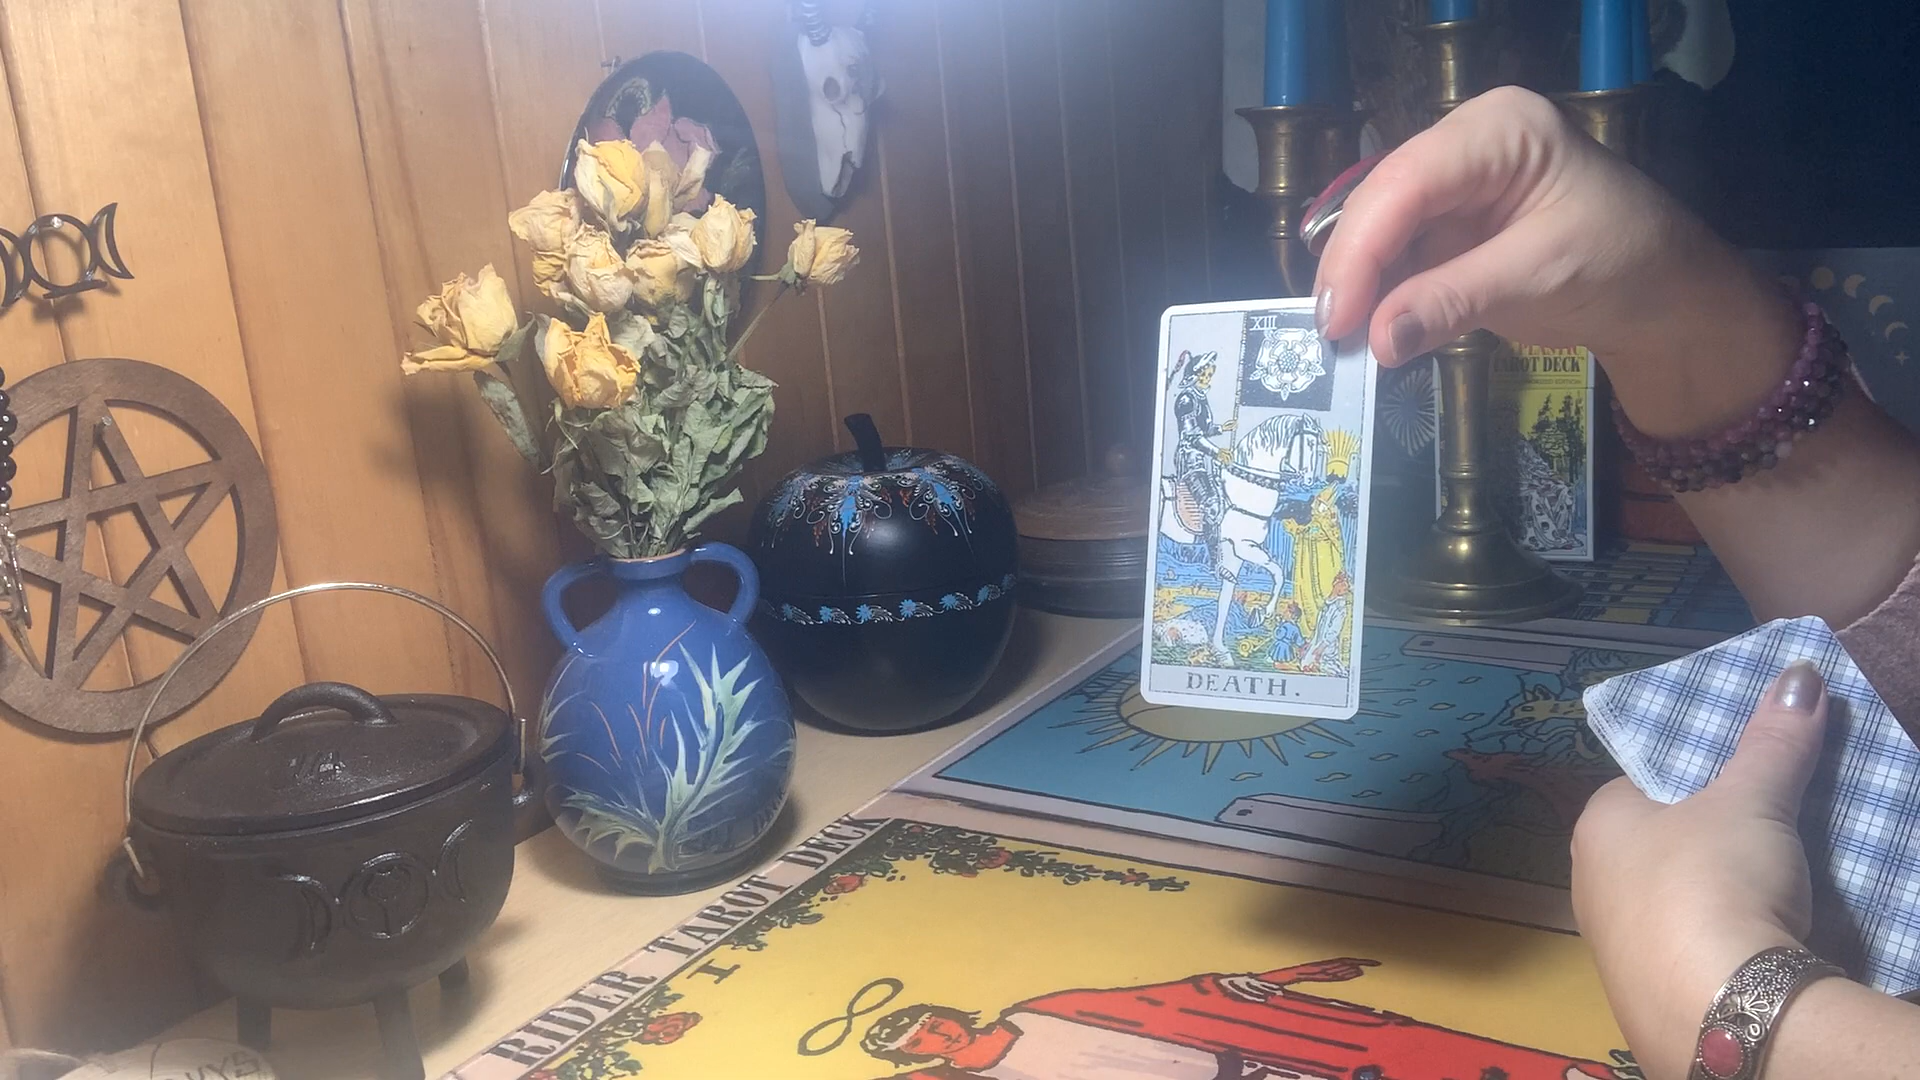 XIII
DEATH.
TAROT DECK
RIDER TAROT DECK
I